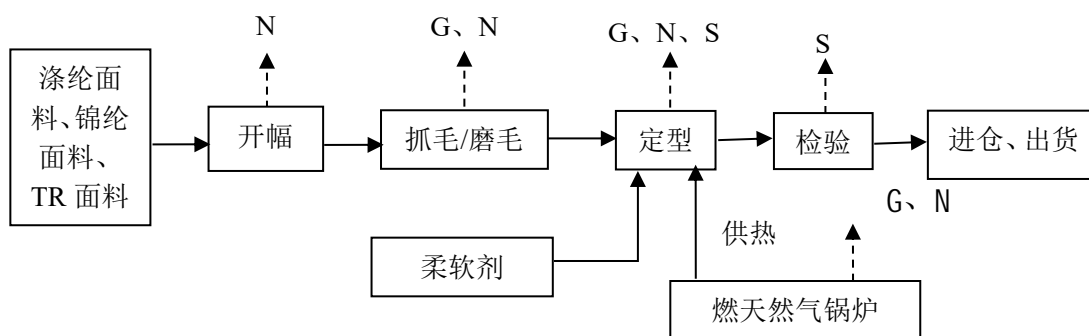 N
G、N
G、N、S
S
涤纶面
料、锦纶
面料、
TR 面料
开幅
抓毛/磨毛
定型
检验
进仓、出货
G、N
柔软剂
供热
燃天然气锅炉